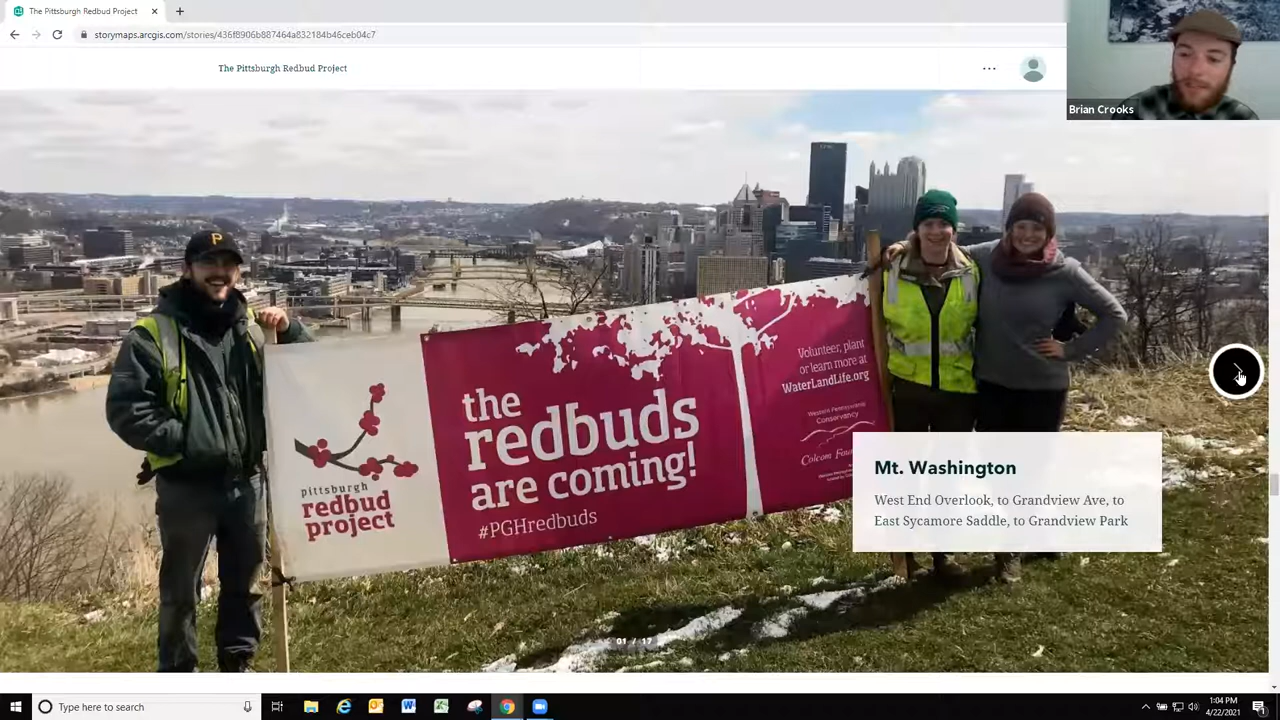 The Pittsburgh Redbud Project
storymaps.arcgis.com/stories/436f8906b887464a832184b46ceb04c7
The Pittsburgh Redbud Project
Brian Crooks
P
pittsburgh
redbud
project
the
redbuds
are coming!
#PGHredbuds
Volunteer, plant
or learn more at
WaterLandLife.org
Western Pennsylvania
Conservancy
Colcom
Mt. Washington
West End Overlook, to Grandview Ave, to
East Sycamore Saddle, to Grandview Park
01 / 17
Type here to search
1:04 PM
4/22/2021